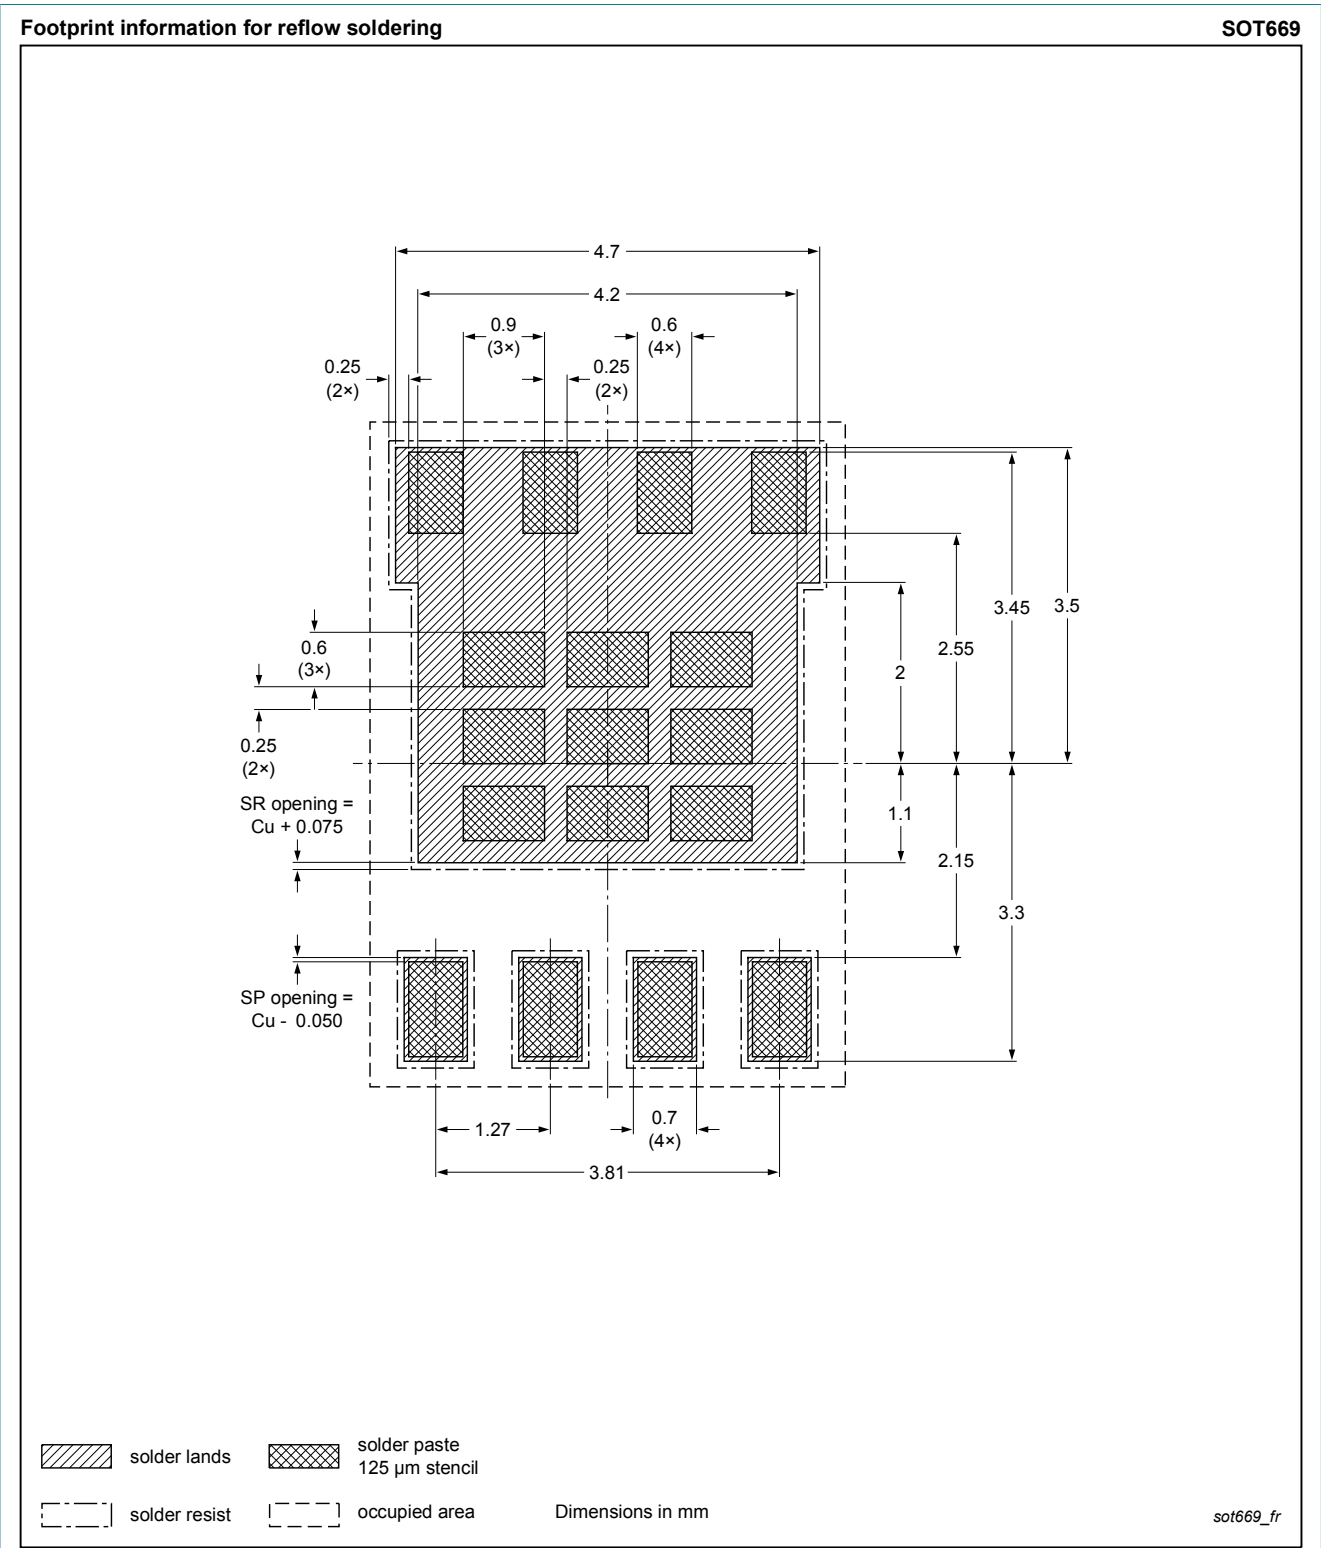 Footprint information for reflow soldering SOT669
4.7
4.2
0.9
(3×)
0.6
(4×)
0.25
(2×)
0.25
(2×)
3.45
3.5
2.55
2
0.6
(3×)
0.25
(2×)
SR opening =
Cu + 0.075
1.1
2.15
3.3
SP opening =
Cu - 0.050
1.27
0.7
(4×)
3.81
solder lands
solder paste
125 µm stencil
solder resist
occupied area
Dimensions in mm
sot669_fr